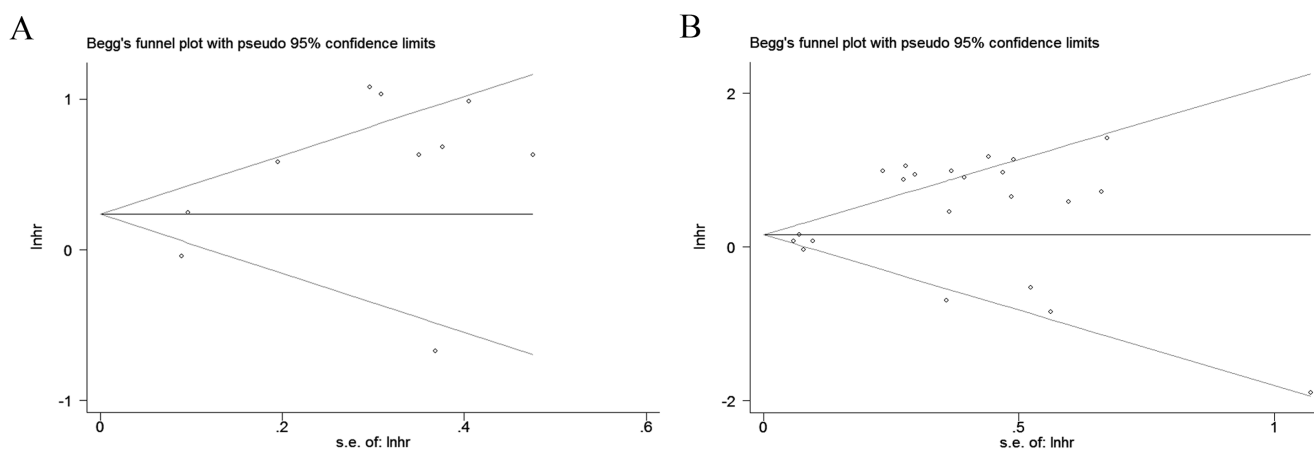 A
Begg's funnel plot with pseudo 95% confidence limits
lnhr
1
0
-1
0
.2
.4
.6
s.e. of: lnhr
B
Begg's funnel plot with pseudo 95% confidence limits
lnhr
2
0
-2
0
.5
1
s.e. of: lnhr